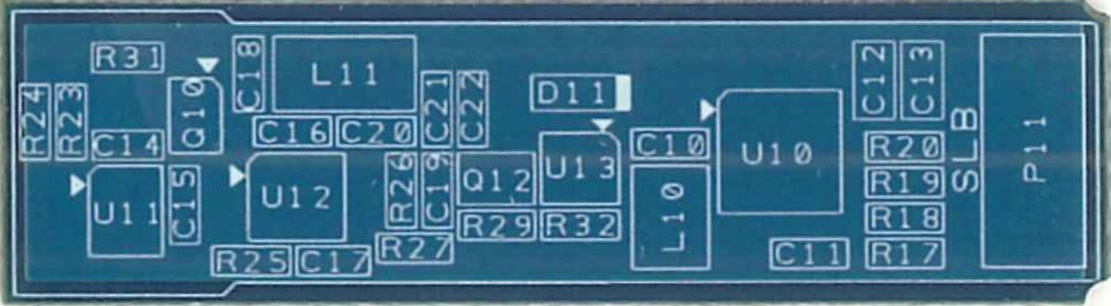 R31
C18
L11
C12
C13
R24
R23
Q10
C21
C22
D11
C14
C16
C20
C10
U10
R20
SLB
P11
U11
C15
U12
R26
C19
Q12
U13
L10
R19
R29
R32
R18
R25
C17
R27
C11
R17